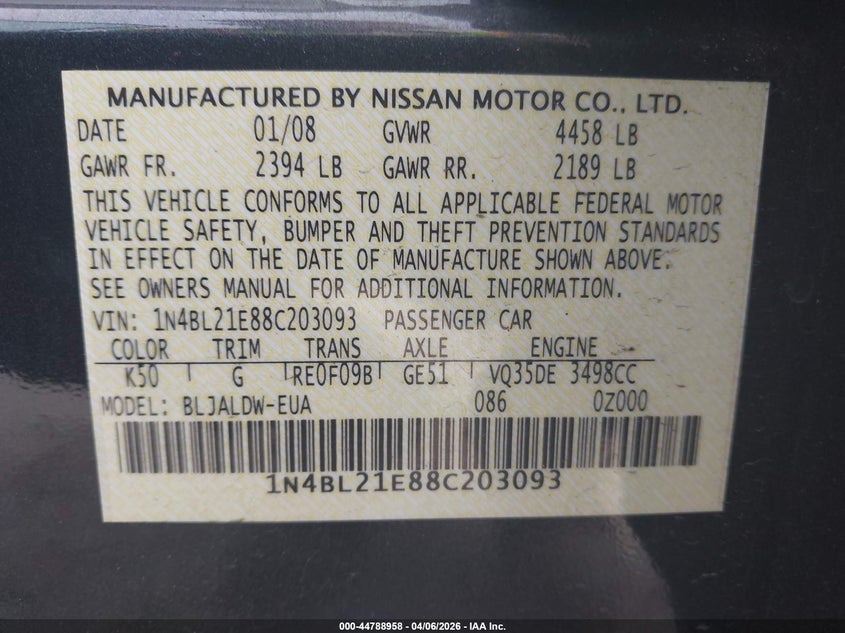 MANUFACTURED BY NISSAN MOTOR CO., LTD.
DATE 01/08 GVWR 4458 LB
GAWR FR. 2394 LB GAWR RR. 2189 LB
THIS VEHICLE CONFORMS TO ALL APPLICABLE FEDERAL MOTOR
VEHICLE SAFETY, BUMPER AND THEFT PREVENTION STANDARDS
IN EFFECT ON THE DATE OF MANUFACTURE SHOWN ABOVE.
SEE OWNERS MANUAL FOR ADDITIONAL INFORMATION.
VIN: 1N4BL21E88C203093 PASSENGER CAR
COLOR TRIM TRANS AXLE ENGINE
K50 G RE0F09B GE51 VQ35DE 3498CC
MODEL: BLJALDW-EUA 086 0Z000
1N4BL21E88C203093
000-44788958 - 04/06/2026 - IAA Inc.